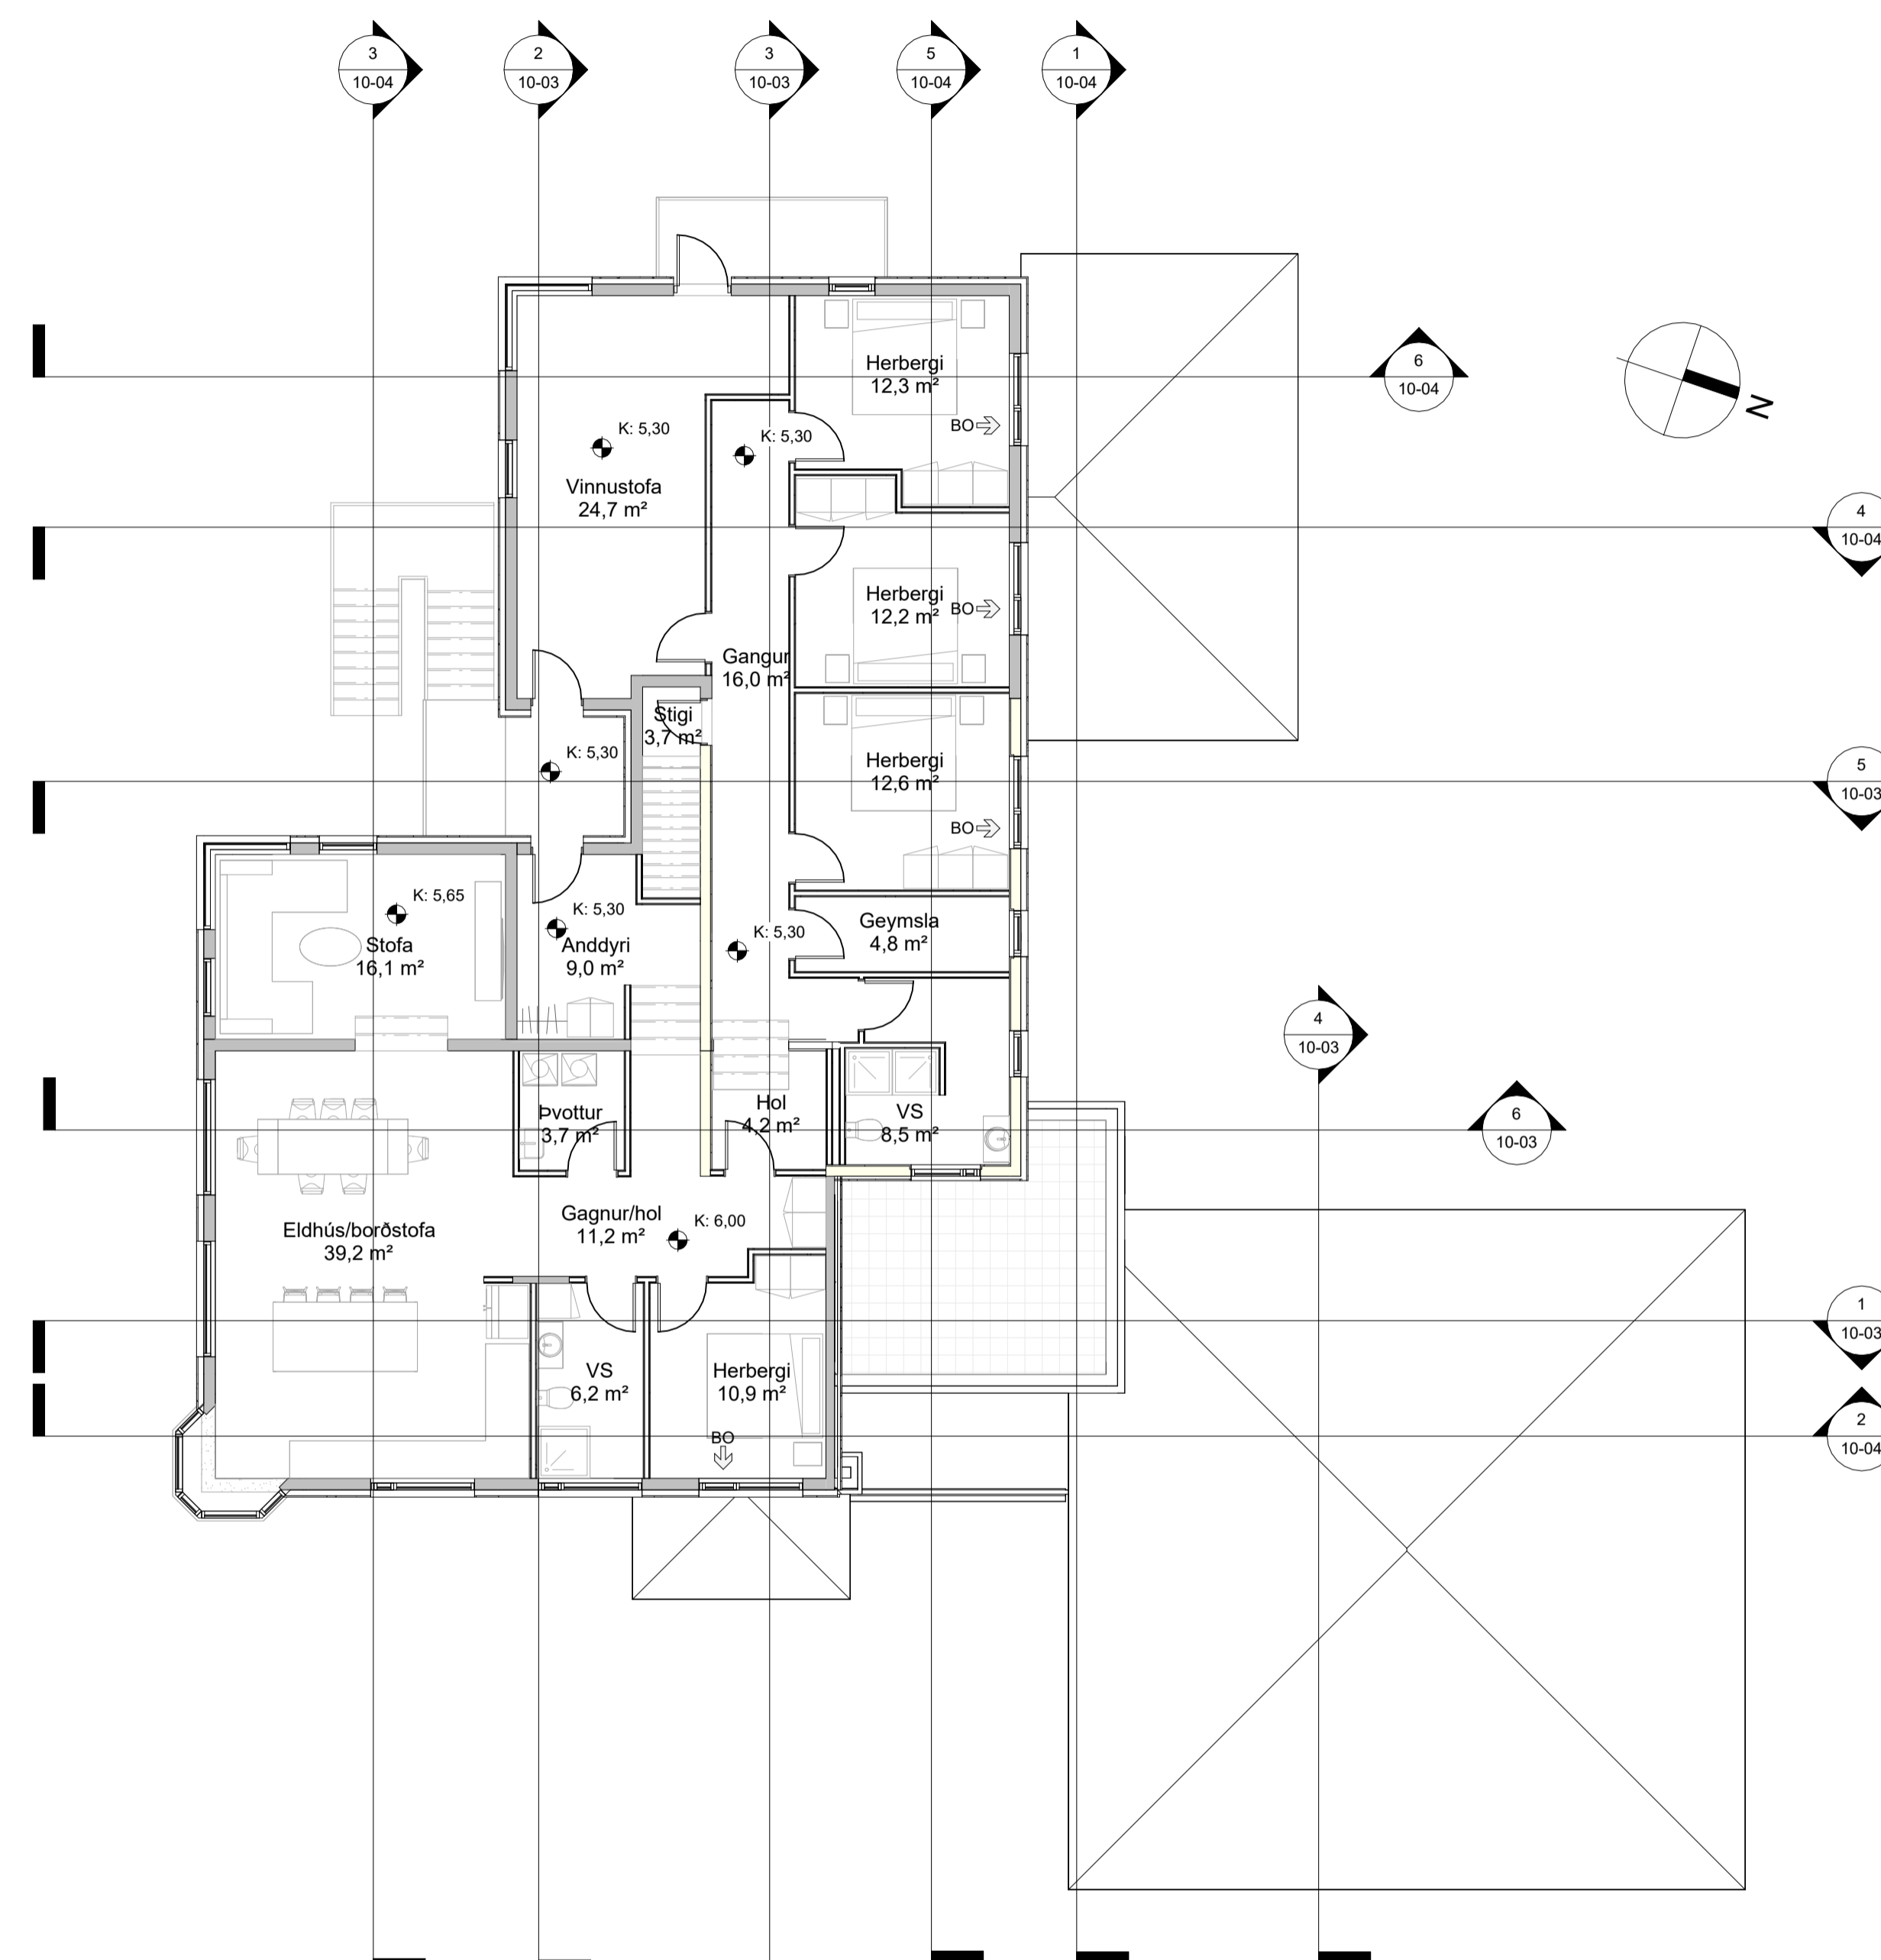 3
10-04
2
10-03
3
10-03
5
10-04
1
10-04
Herbergi
12,3 m²
6
10-04
N
BO
K: 5,30
K: 5,30
Vinnustofa
24,7 m²
4
10-04
Herbergi
12,2 m²
BO
Gangur
16,0 m²
Stigi
3,7 m²
K: 5,30
Herbergi
12,6 m²
5
10-03
BO
K: 5,65
K: 5,30
K: 5,30
Geymsla
4,8 m²
Stofa
16,1 m²
Anddyri
9,0 m²
4
10-03
Þvottur
3,7 m²
Hol
4,2 m²
VS
8,5 m²
6
10-03
Eldhús/borðstofa
39,2 m²
Gagnur/hol
11,2 m²
K: 6,00
1
10-03
VS
6,2 m²
Herbergi
10,9 m²
BO
2
10-04